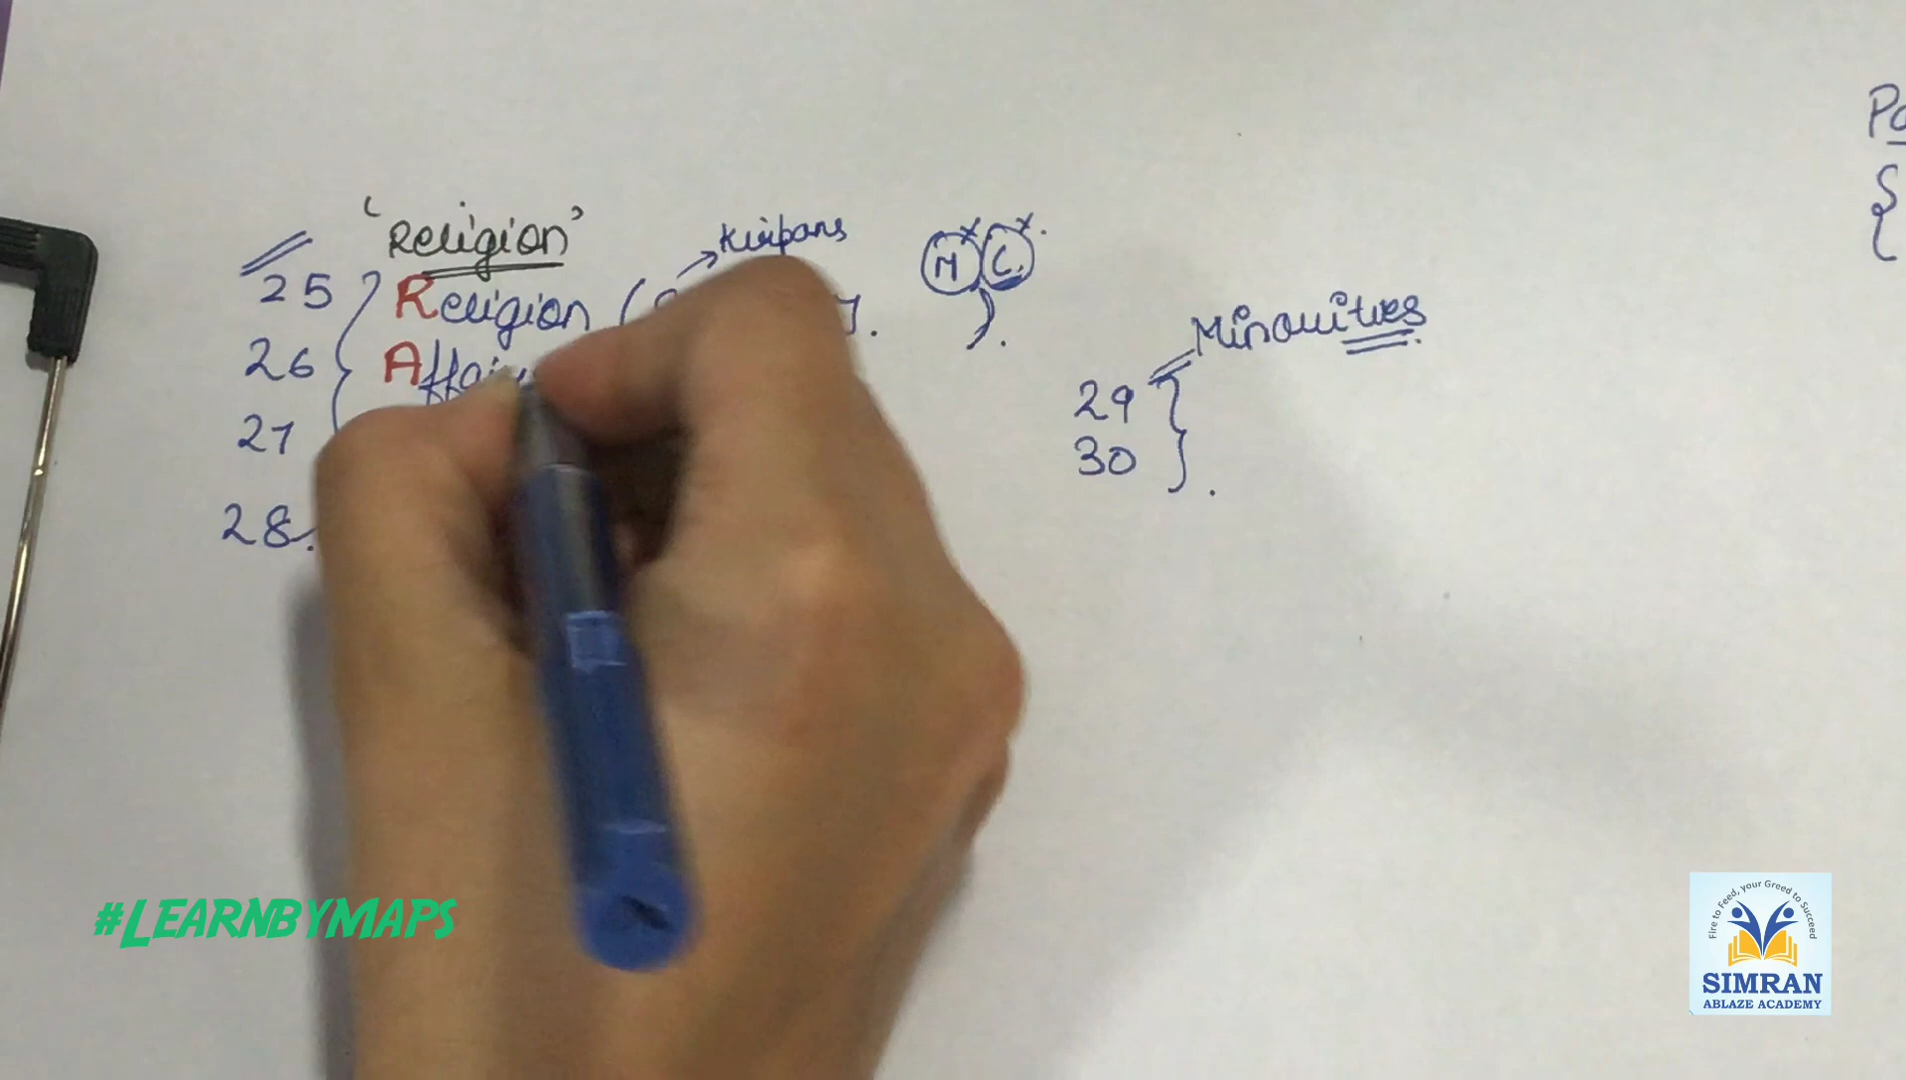 'Religion'
Kirpans
M C.
25 Religion (
26 Affairs
27
28.
Minorities
29
30
#LEARNBYMAPS
Fire to Feed, your Greed to Succeed
SIMRAN
ABLAZE ACADEMY